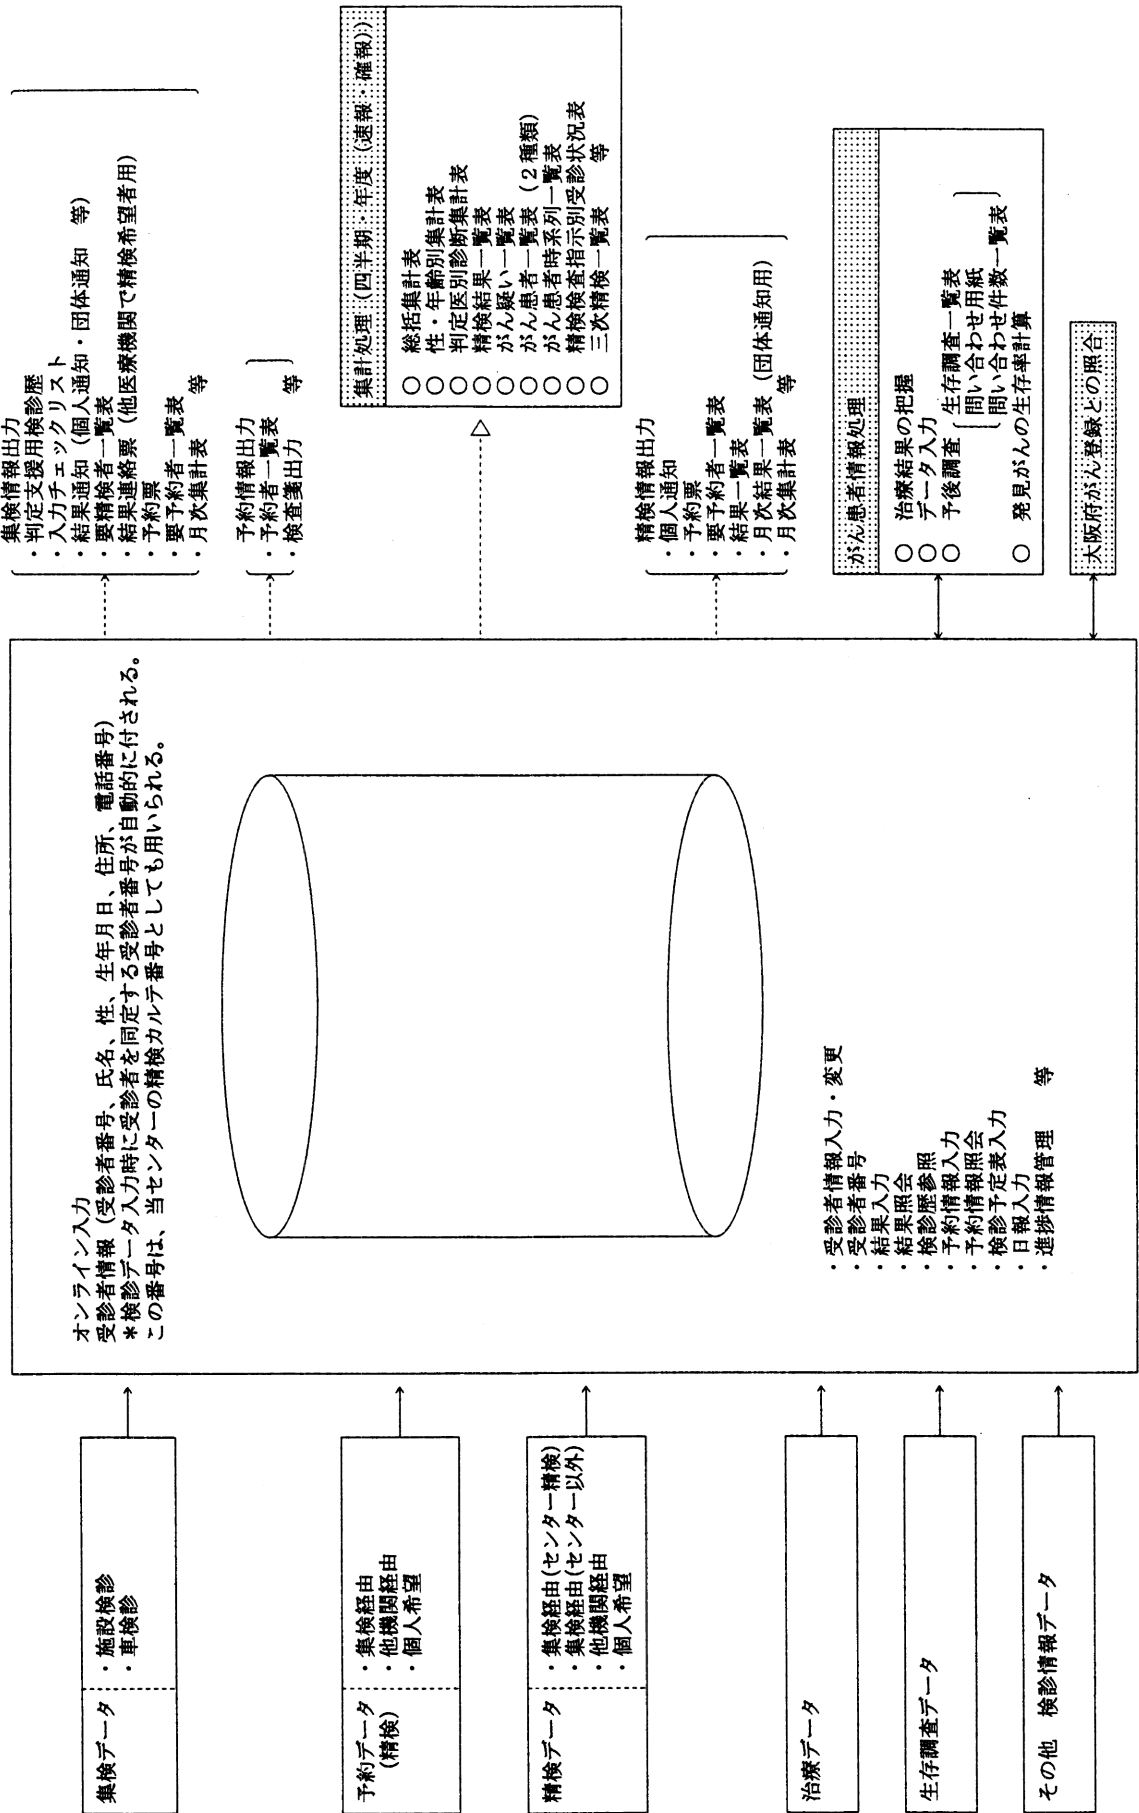 集検データ
・施設検診
・車検診
予約データ
(精検)
・集検経由
・他機関経由
・個人希望
精検データ
・集検経由(センター精検)
・集検経由(センター以外)
・他機関経由
・個人希望
治療データ
生存調査データ
その他 検診情報データ
オンライン入力
受診者情報(受診者番号、氏名、性、生年月日、住所、電話番号)
*検診データ入力時に受診者を同定する受診者番号が自動的に付される。
この番号は、当センターの精検カルテ番号としても用いられる。
・受診者情報入力・変更
・受診者番号
・結果入力
・結果照会
・検診歴参照
・予約情報入力
・予約情報照会
・検診予定表入力
・日報入力
・進捗情報管理 等
集検情報出力
・判定支援用検診歴
・入力チェックリスト
・結果通知(個人通知・団体通知 等)
・要精検者一覧表
・結果連絡票(他医療機関で精検希望者用)
・予約票
・要予約者一覧表
・月次集計表 等
予約情報出力
・予約者一覧表
・検査箋出力 等
集計処理(四半期・年度(速報・確報))
○ 総括集計表
○ 性・年齢別集計表
○ 判定医別診断集計表
○ 精検結果一覧表
○ がん疑い一覧表
○ がん患者一覧表(2種類)
○ がん患者時系列一覧表
○ 精検検査指示別受診状況表
○ 三次精検一覧表 等
精検情報出力
・個人通知
・予約票
・要予約者一覧表
・結果一覧表
・月次結果一覧表(団体通知用)
・月次集計表 等
がん患者情報処理
○ 治療結果の把握
○ データ入力
○ 予後調査 生存調査一覧表
問い合わせ用紙
問い合わせ件数一覧表
○ 発見がんの生存率計算
大阪府がん登録との照合